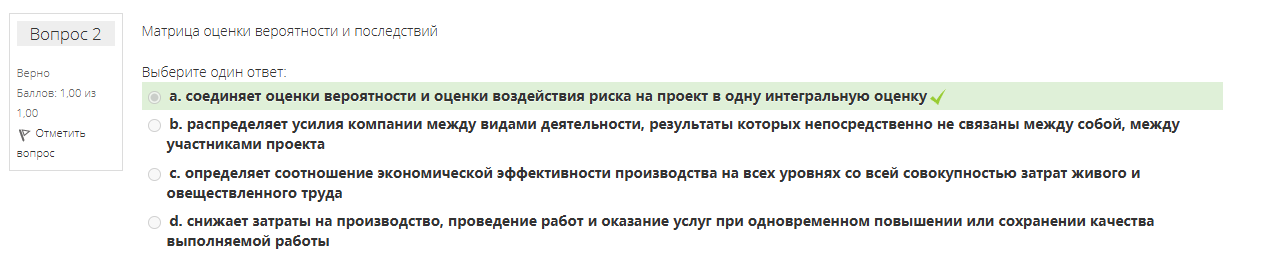 Вопрос 2
Верно
Баллов: 1,00 из
1,00
Отметить
вопрос
Матрица оценки вероятности и последствий
Выберите один ответ:
a. соединяет оценки вероятности и оценки воздействия риска на проект в одну интегральную оценку
b. распределяет усилия компании между видами деятельности, результаты которых непосредственно не связаны между собой, между
участниками проекта
c. определяет соотношение экономической эффективности производства на всех уровнях со всей совокупностью затрат живого и
овеществленного труда
d. снижает затраты на производство, проведение работ и оказание услуг при одновременном повышении или сохранении качества
выполняемой работы